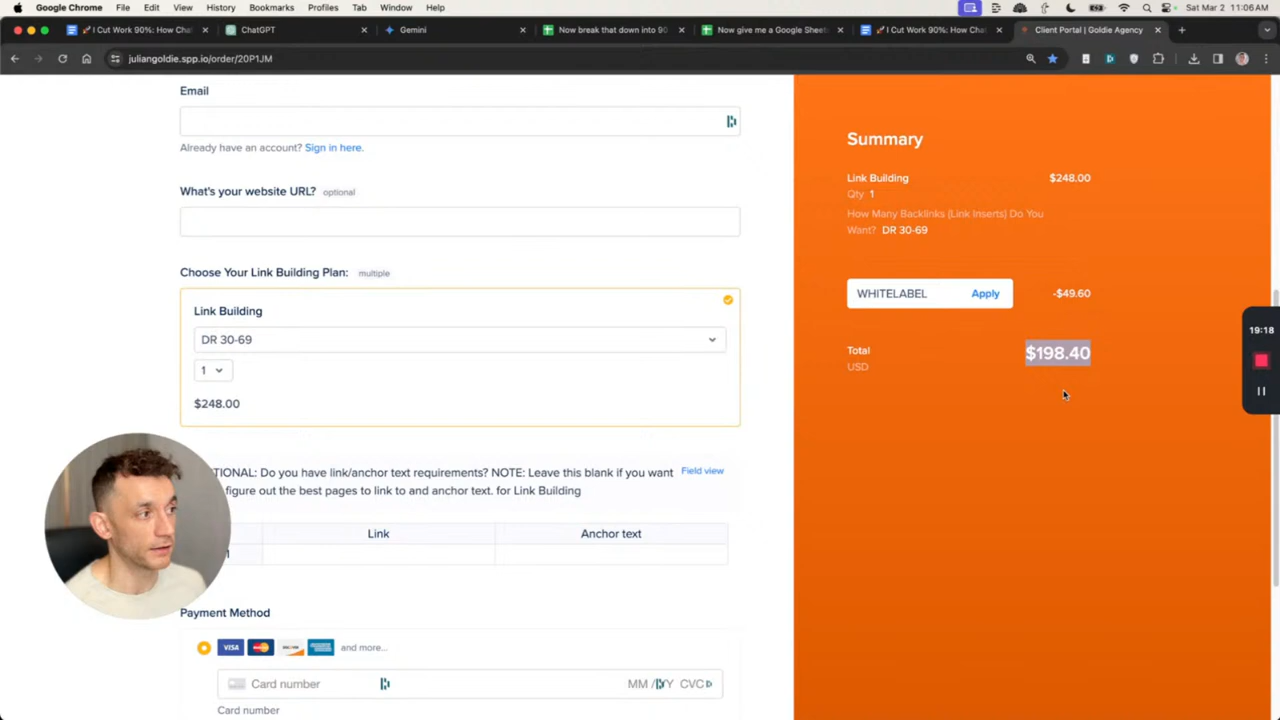 Google Chrome File Edit View History Bookmarks Profiles Tab Window Help Sat Mar 2 11:06 AM
🚀 I Cut Work 90%: How Cha ChatGPT Gemini Now break that down into 90 Now give me a Google Sheets 🚀 I Cut Work 90%: How Cha Client Portal | Goldie Agency
juliangoldie.spp.io/order/20P1JM
Email
Already have an account? Sign in here.
What's your website URL? optional
Choose Your Link Building Plan: multiple
Link Building
DR 30-69
1
$248.00
TIONAL: Do you have link/anchor text requirements? NOTE: Leave this blank if you want
figure out the best pages to link to and anchor text. for Link Building
Field view
Link Anchor text
1
Payment Method
VISA
and more...
Card number MM / YY CVC
Card number
Summary
Link Building $248.00
Qty 1
How Many Backlinks (Link Inserts) Do You
Want? DR 30-69
WHITELABEL Apply -$49.60
Total $198.40
USD
19:18